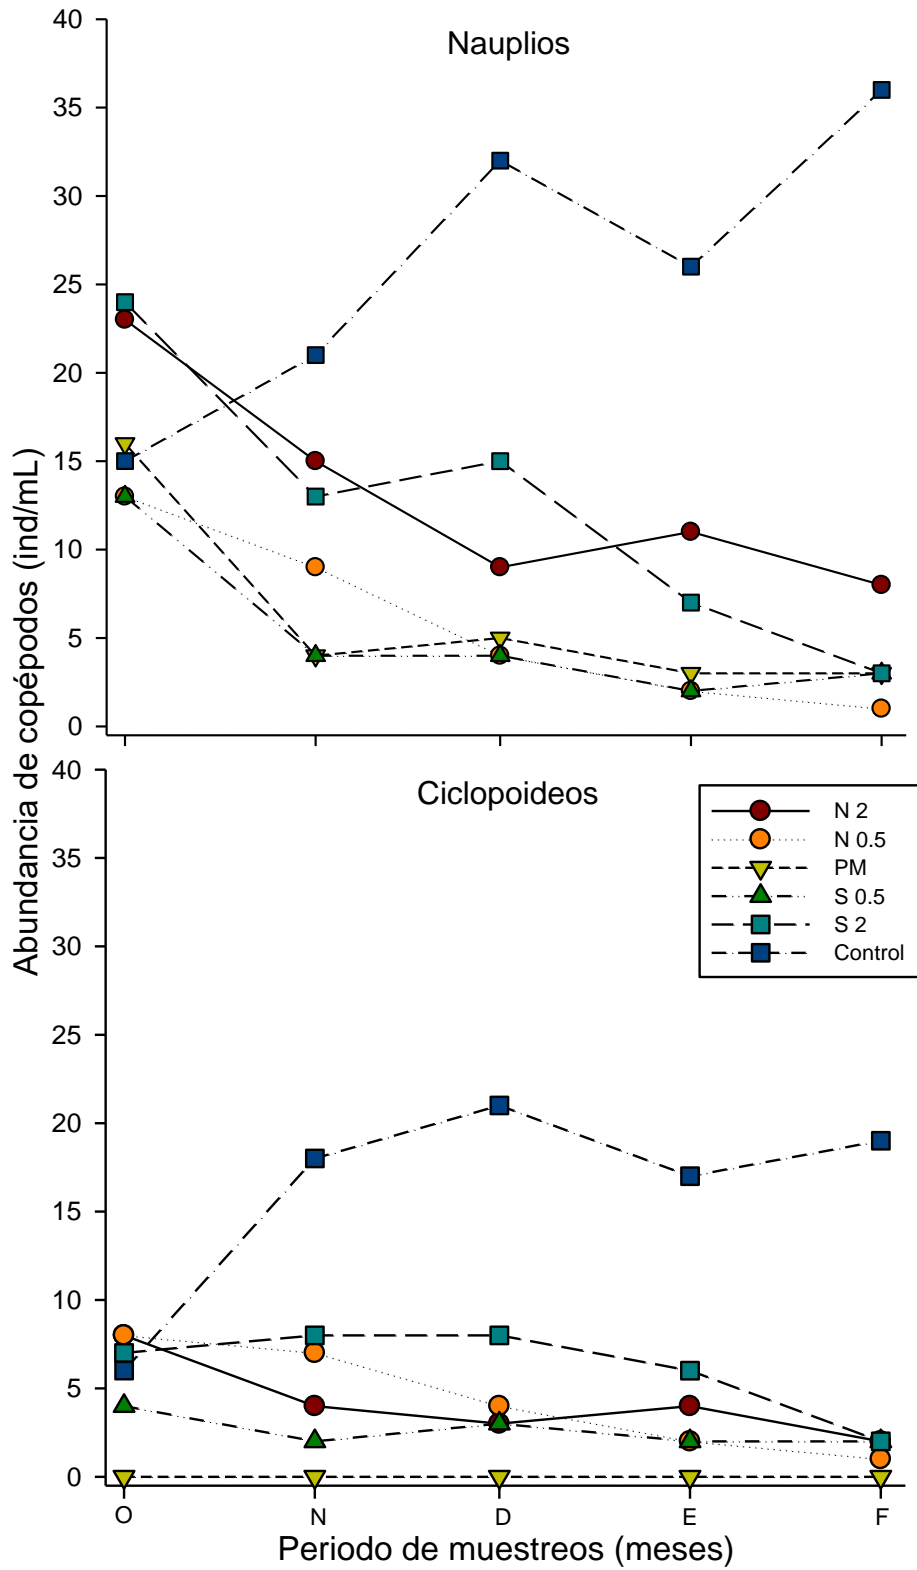 Nauplios
40
35
30
25
20
15
10
5
0
Abundancia de copépodos (ind/mL)
Ciclopoideos
40
35
30
25
20
15
10
5
0
N 2
N 0.5
PM
S 0.5
S 2
Control
O N D E F
Periodo de muestreos (meses)